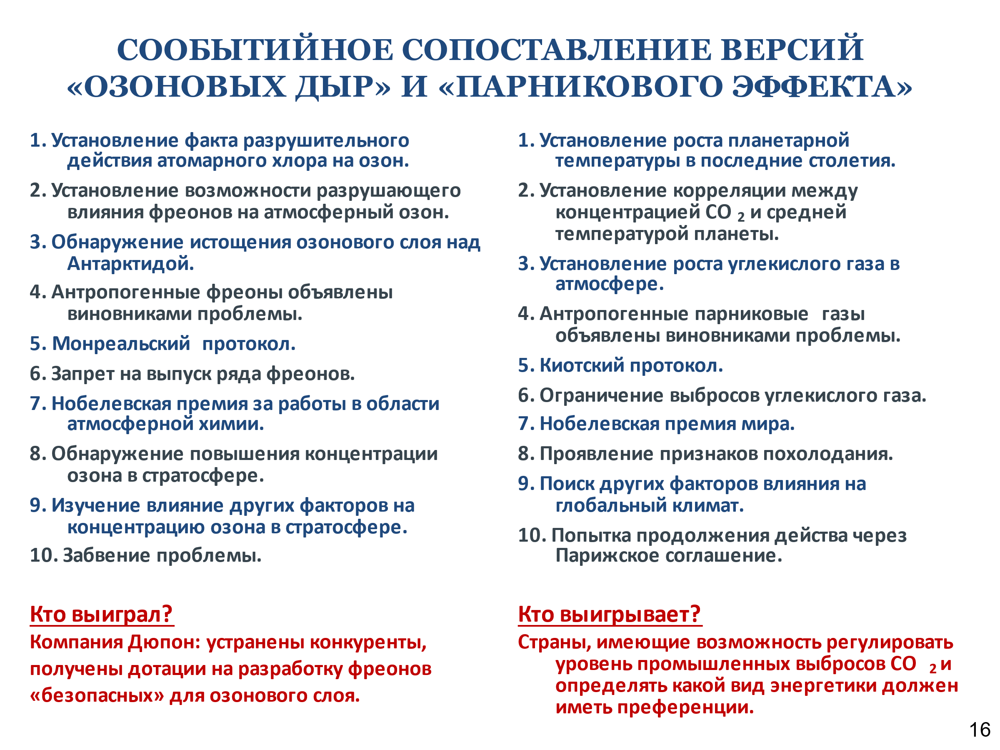 СООБЫТИЙНОЕ СОПОСТАВЛЕНИЕ ВЕРСИЙ
«ОЗОНОВЫХ ДЫР» И «ПАРНИКОВОГО ЭФФЕКТА»
1. Установление факта разрушительного
действия атомарного хлора на озон.
2. Установление возможности разрушающего
влияния фреонов на атмосферный озон.
3. Обнаружение истощения озонового слоя над
Антарктидой.
4. Антропогенные фреоны объявлены
виновниками проблемы.
5. Монреальский протокол.
6. Запрет на выпуск ряда фреонов.
7. Нобелевская премия за работы в области
атмосферной химии.
8. Обнаружение повышения концентрации
озона в стратосфере.
9. Изучение влияние других факторов на
концентрацию озона в стратосфере.
10. Забвение проблемы.
Кто выиграл?
Компания Дюпон: устранены конкуренты,
получены дотации на разработку фреонов
«безопасных» для озонового слоя.
1. Установление роста планетарной
температуры в последние столетия.
2. Установление корреляции между
концентрацией СО 2 и средней
температурой планеты.
3. Установление роста углекислого газа в
атмосфере.
4. Антропогенные парниковые газы
объявлены виновниками проблемы.
5. Киотский протокол.
6. Ограничение выбросов углекислого газа.
7. Нобелевская премия мира.
8. Проявление признаков похолодания.
9. Поиск других факторов влияния на
глобальный климат.
10. Попытка продолжения действа через
Парижское соглашение.
Кто выигрывает?
Страны, имеющие возможность регулировать
уровень промышленных выбросов СО 2 и
определять какой вид энергетики должен
иметь преференции.
16